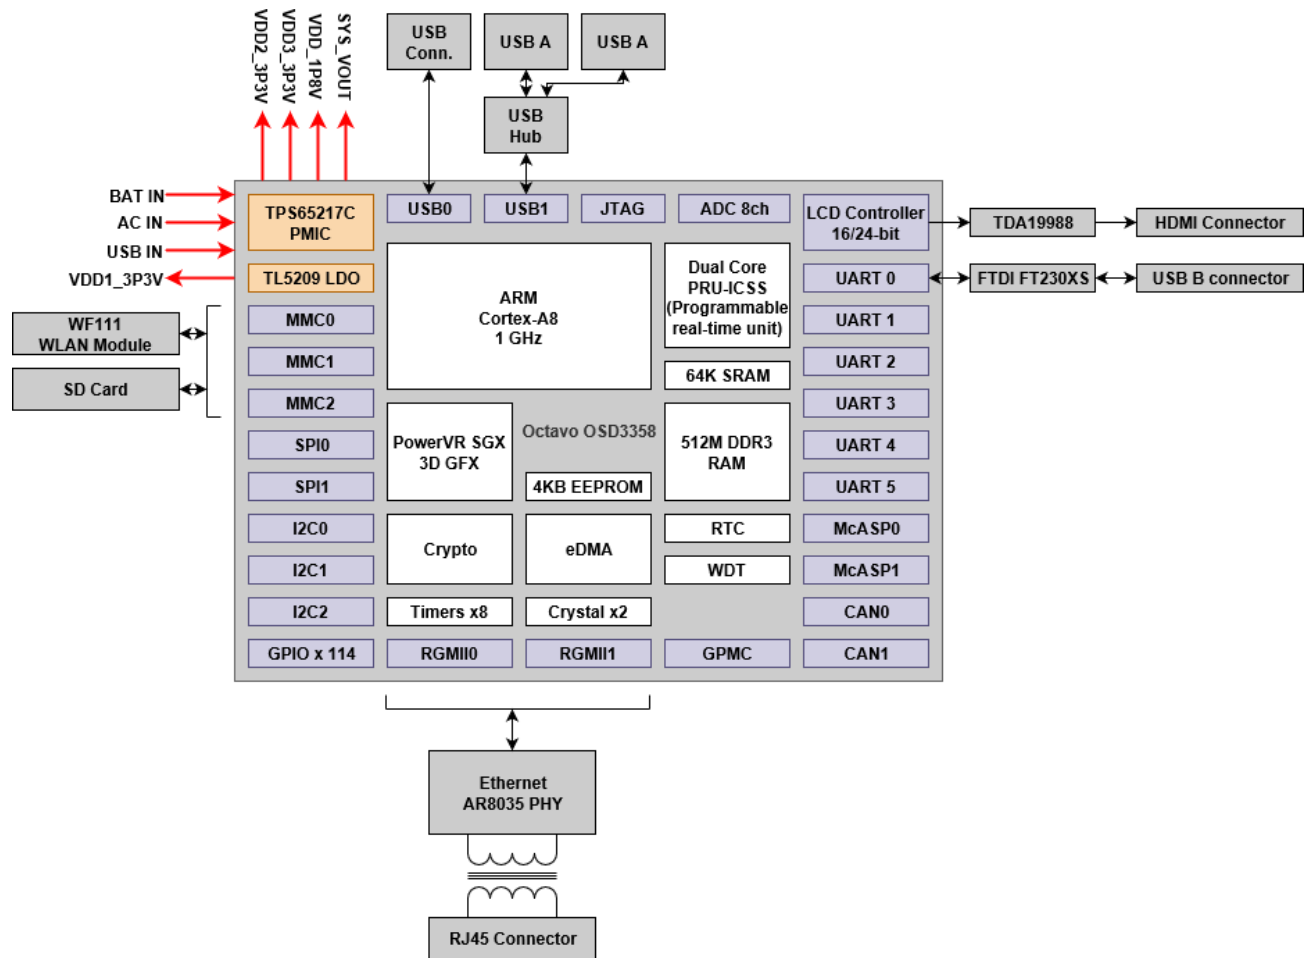 VDD2_3P3V
VDD3_3P3V
VDD_1P8V
SYS_VOUT
USB
Conn.
USB A
USB A
USB
Hub
BAT IN
AC IN
USB IN
VDD1_3P3V
TPS65217C
PMIC
TL5209 LDO
USB0
USB1
JTAG
ADC 8ch
LCD Controller
16/24-bit
TDA19988
HDMI Connector
UART 0
FTDI FT230XS
USB B connector
WF111
WLAN Module
SD Card
MMC0
MMC1
MMC2
SPI0
SPI1
I2C0
I2C1
I2C2
GPIO x 114
ARM
Cortex-A8
1 GHz
Dual Core
PRU-ICSS
(Programmable
real-time unit)
64K SRAM
PowerVR SGX
3D GFX
Octavo OSD3358
4KB EEPROM
512M DDR3
RAM
Crypto
eDMA
RTC
WDT
Timers x8
Crystal x2
RGMII0
RGMII1
GPMC
UART 1
UART 2
UART 3
UART 4
UART 5
McASP0
McASP1
CAN0
CAN1
Ethernet
AR8035 PHY
RJ45 Connector